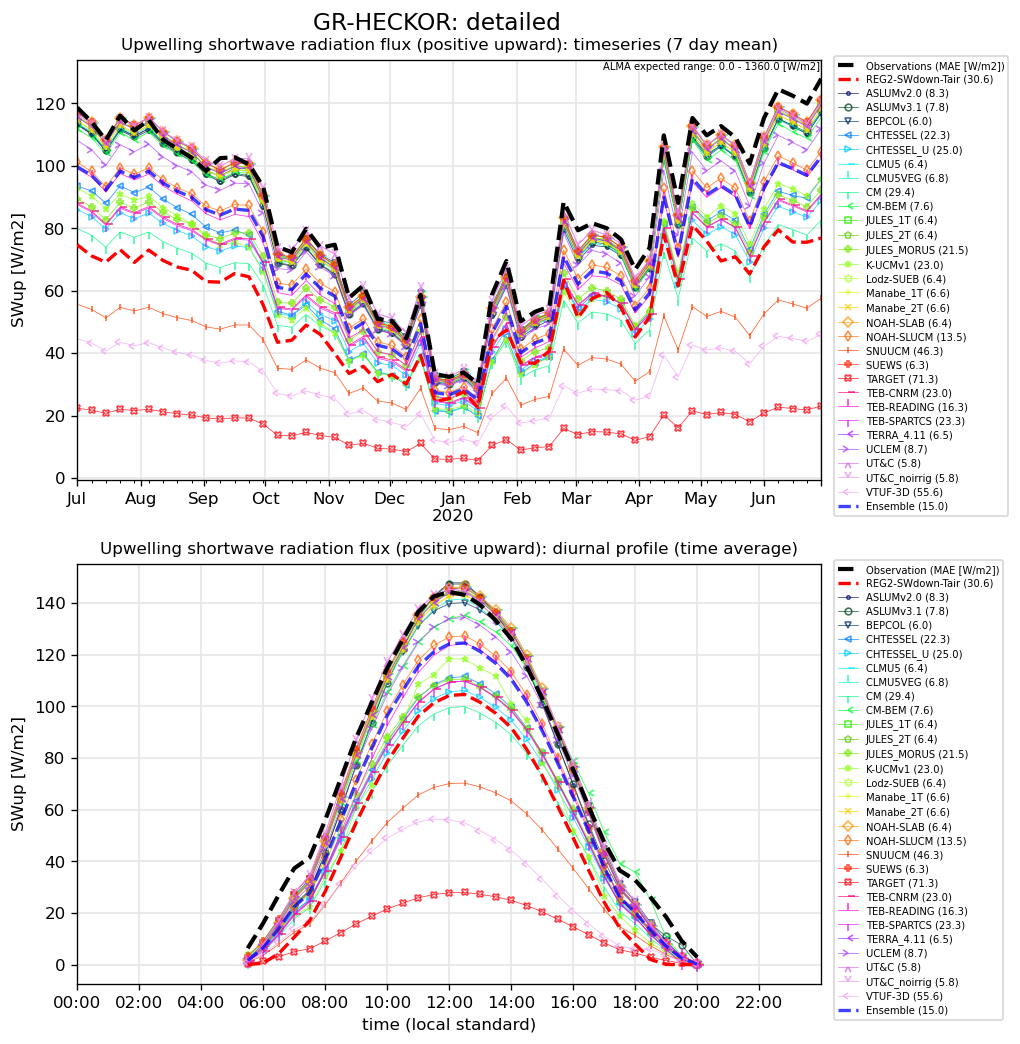 GR-HECKOR: detailed
Upwelling shortwave radiation flux (positive upward): timeseries (7 day mean)
ALMA expected range: 0.0 - 1360.0 [W/m2]
SWup [W/m2]
120
100
80
60
40
20
0
Jul Aug Sep Oct Nov Dec Jan Feb Mar Apr May Jun
2020
Observations (MAE [W/m2])
REG2-SWdown-Tair (30.6)
ASLUMv2.0 (8.3)
ASLUMv3.1 (7.8)
BEPCOL (6.0)
CHTESSEL (22.3)
CHTESSEL_U (25.0)
CLMU5 (6.4)
CLMU5VEG (6.8)
CM (29.4)
CM-BEM (7.6)
JULES_1T (6.4)
JULES_2T (6.4)
JULES_MORUS (21.5)
K-UCMv1 (23.0)
Lodz-SUEB (6.4)
Manabe_1T (6.6)
Manabe_2T (6.6)
NOAH-SLAB (6.4)
NOAH-SLUCM (13.5)
SNUUCM (46.3)
SUEWS (6.3)
TARGET (71.3)
TEB-CNRM (23.0)
TEB-READING (16.3)
TEB-SPARTCS (23.3)
TERRA_4.11 (6.5)
UCLEM (8.7)
UT&C (5.8)
UT&C_noirrig (5.8)
VTUF-3D (55.6)
Ensemble (15.0)
Upwelling shortwave radiation flux (positive upward): diurnal profile (time average)
SWup [W/m2]
140
120
100
80
60
40
20
0
00:00 02:00 04:00 06:00 08:00 10:00 12:00 14:00 16:00 18:00 20:00 22:00
time (local standard)
Observation (MAE [W/m2])
REG2-SWdown-Tair (30.6)
ASLUMv2.0 (8.3)
ASLUMv3.1 (7.8)
BEPCOL (6.0)
CHTESSEL (22.3)
CHTESSEL_U (25.0)
CLMU5 (6.4)
CLMU5VEG (6.8)
CM (29.4)
CM-BEM (7.6)
JULES_1T (6.4)
JULES_2T (6.4)
JULES_MORUS (21.5)
K-UCMv1 (23.0)
Lodz-SUEB (6.4)
Manabe_1T (6.6)
Manabe_2T (6.6)
NOAH-SLAB (6.4)
NOAH-SLUCM (13.5)
SNUUCM (46.3)
SUEWS (6.3)
TARGET (71.3)
TEB-CNRM (23.0)
TEB-READING (16.3)
TEB-SPARTCS (23.3)
TERRA_4.11 (6.5)
UCLEM (8.7)
UT&C (5.8)
UT&C_noirrig (5.8)
VTUF-3D (55.6)
Ensemble (15.0)